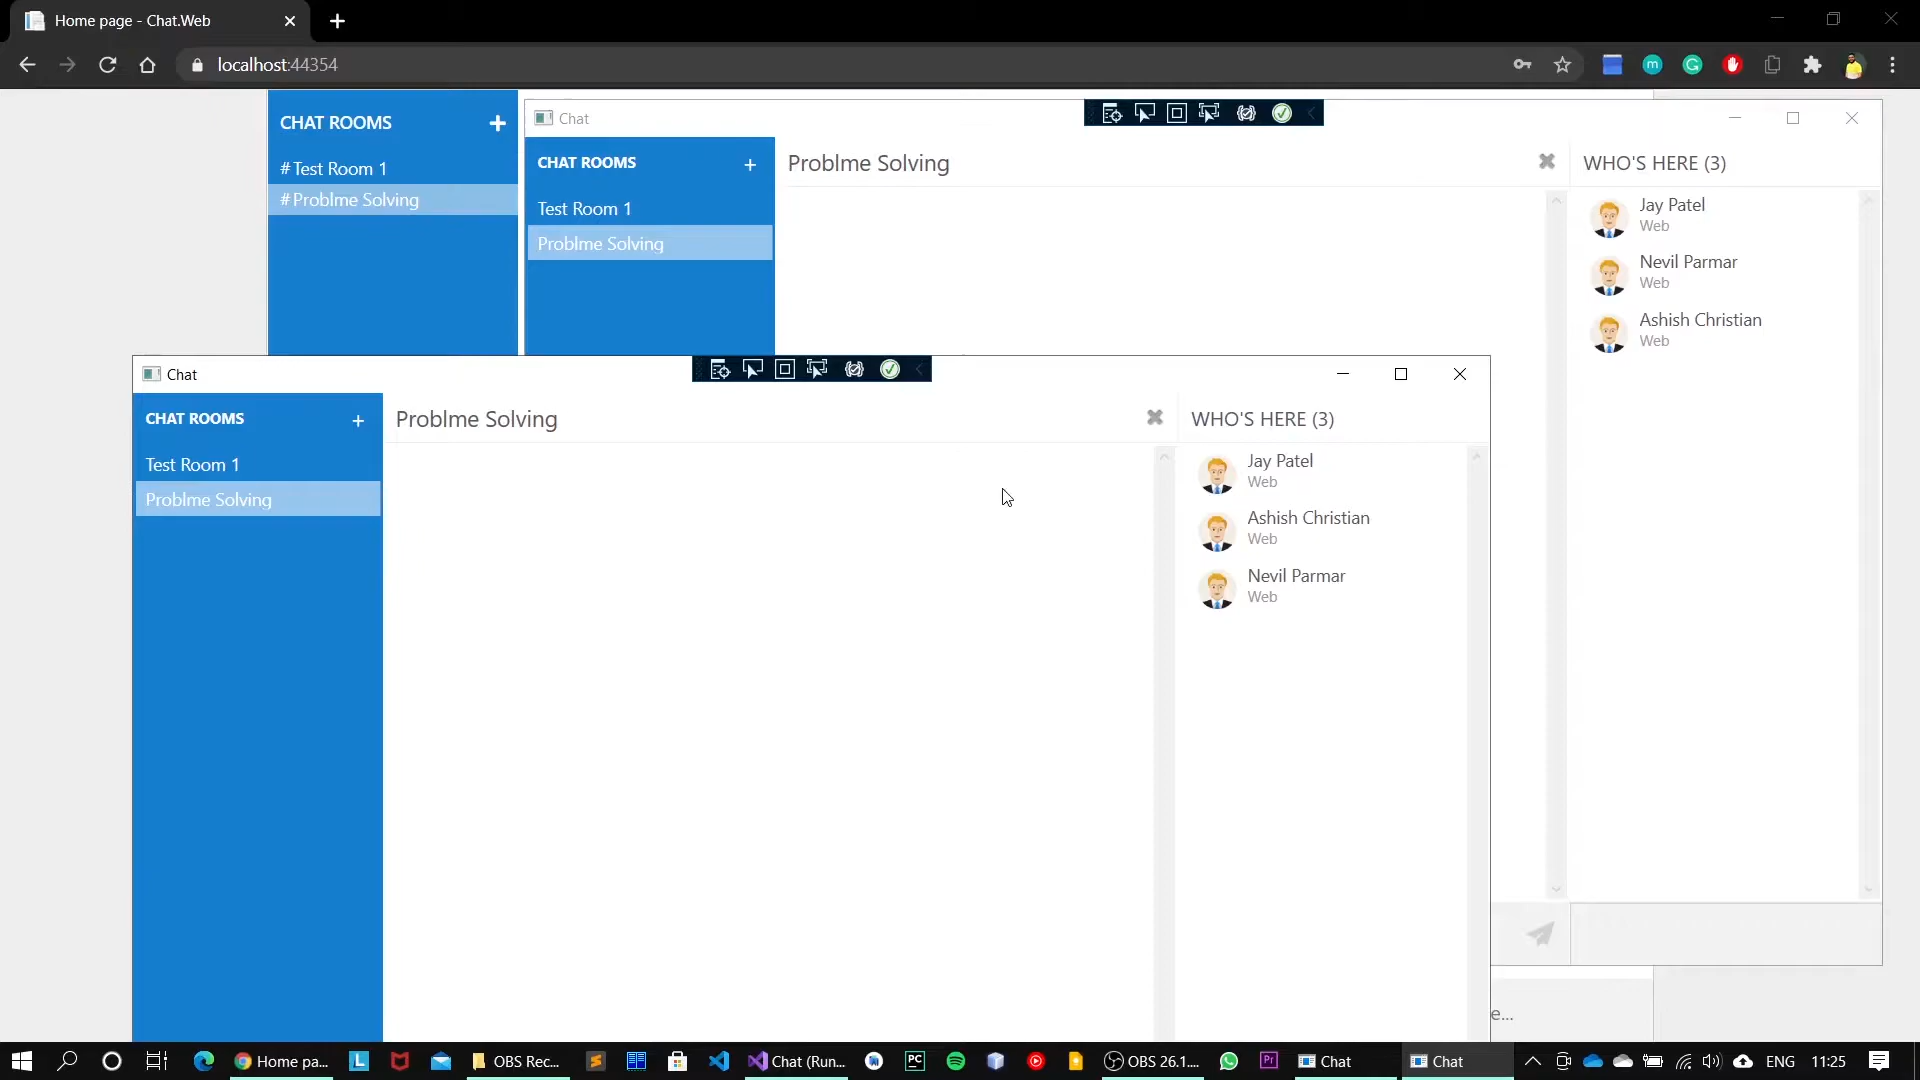 Home page - Chat.Web
localhost:44354
CHAT ROOMS
#Test Room 1
#Problme Solving
Chat
CHAT ROOMS
Test Room 1
Problme Solving
Problme Solving
WHO'S HERE (3)
Jay Patel
Web
Nevil Parmar
Web
Ashish Christian
Web
Chat
CHAT ROOMS
Test Room 1
Problme Solving
Problme Solving
WHO'S HERE (3)
Jay Patel
Web
Ashish Christian
Web
Nevil Parmar
Web
e...
Home pa...
OBS Rec...
Chat (Run...
OBS 26.1....
Chat
Chat
ENG
11:25